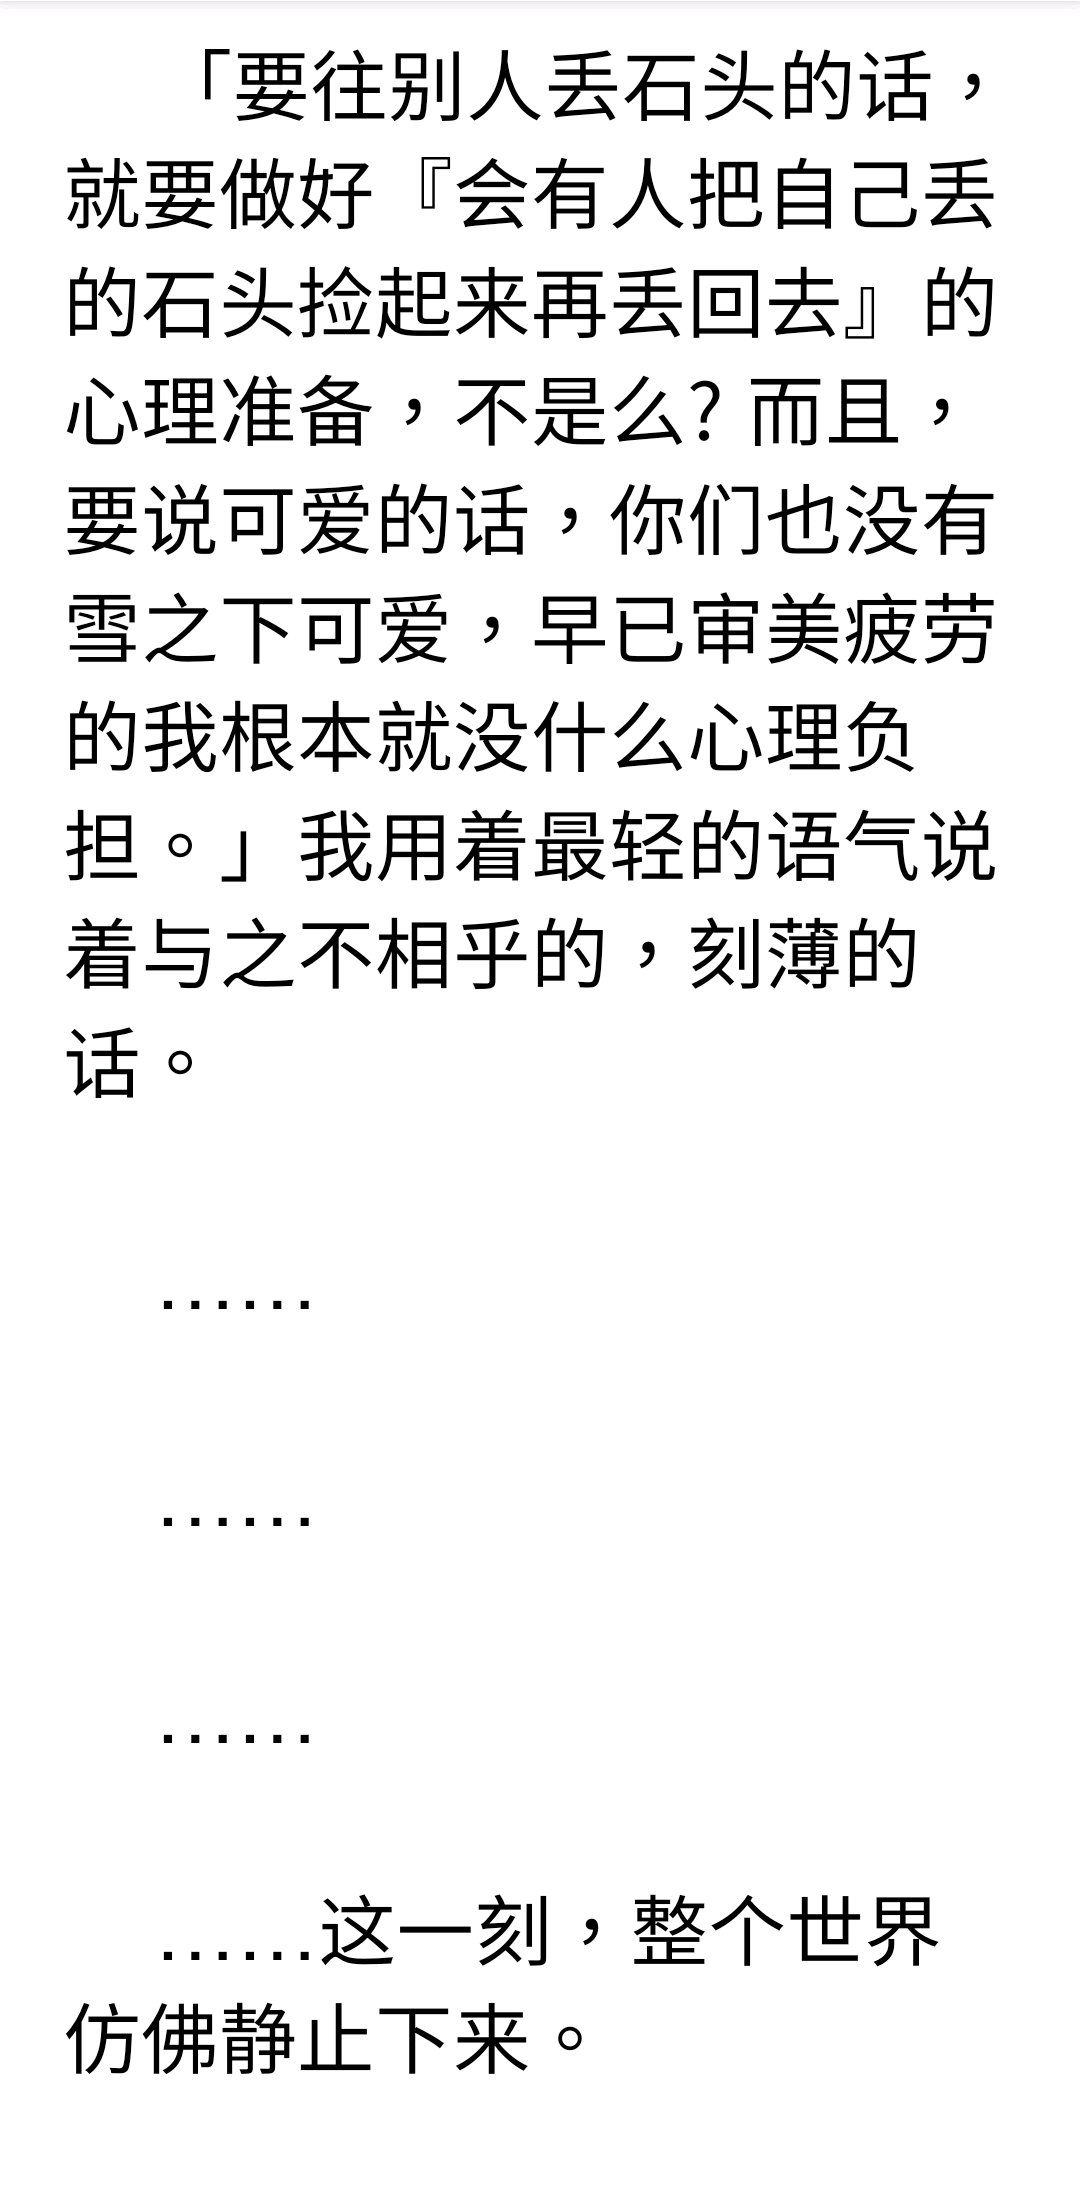 「要往别人丢石头的话，
就要做好『会有人把自己丢
的石头捡起来再丢回去』的
心理准备，不是么? 而且，
要说可爱的话，你们也没有
雪之下可爱，早已审美疲劳
的我根本就没什么心理负
担。」我用着最轻的语气说
着与之不相乎的，刻薄的
话。
……
……
……
……这一刻，整个世界
仿佛静止下来。